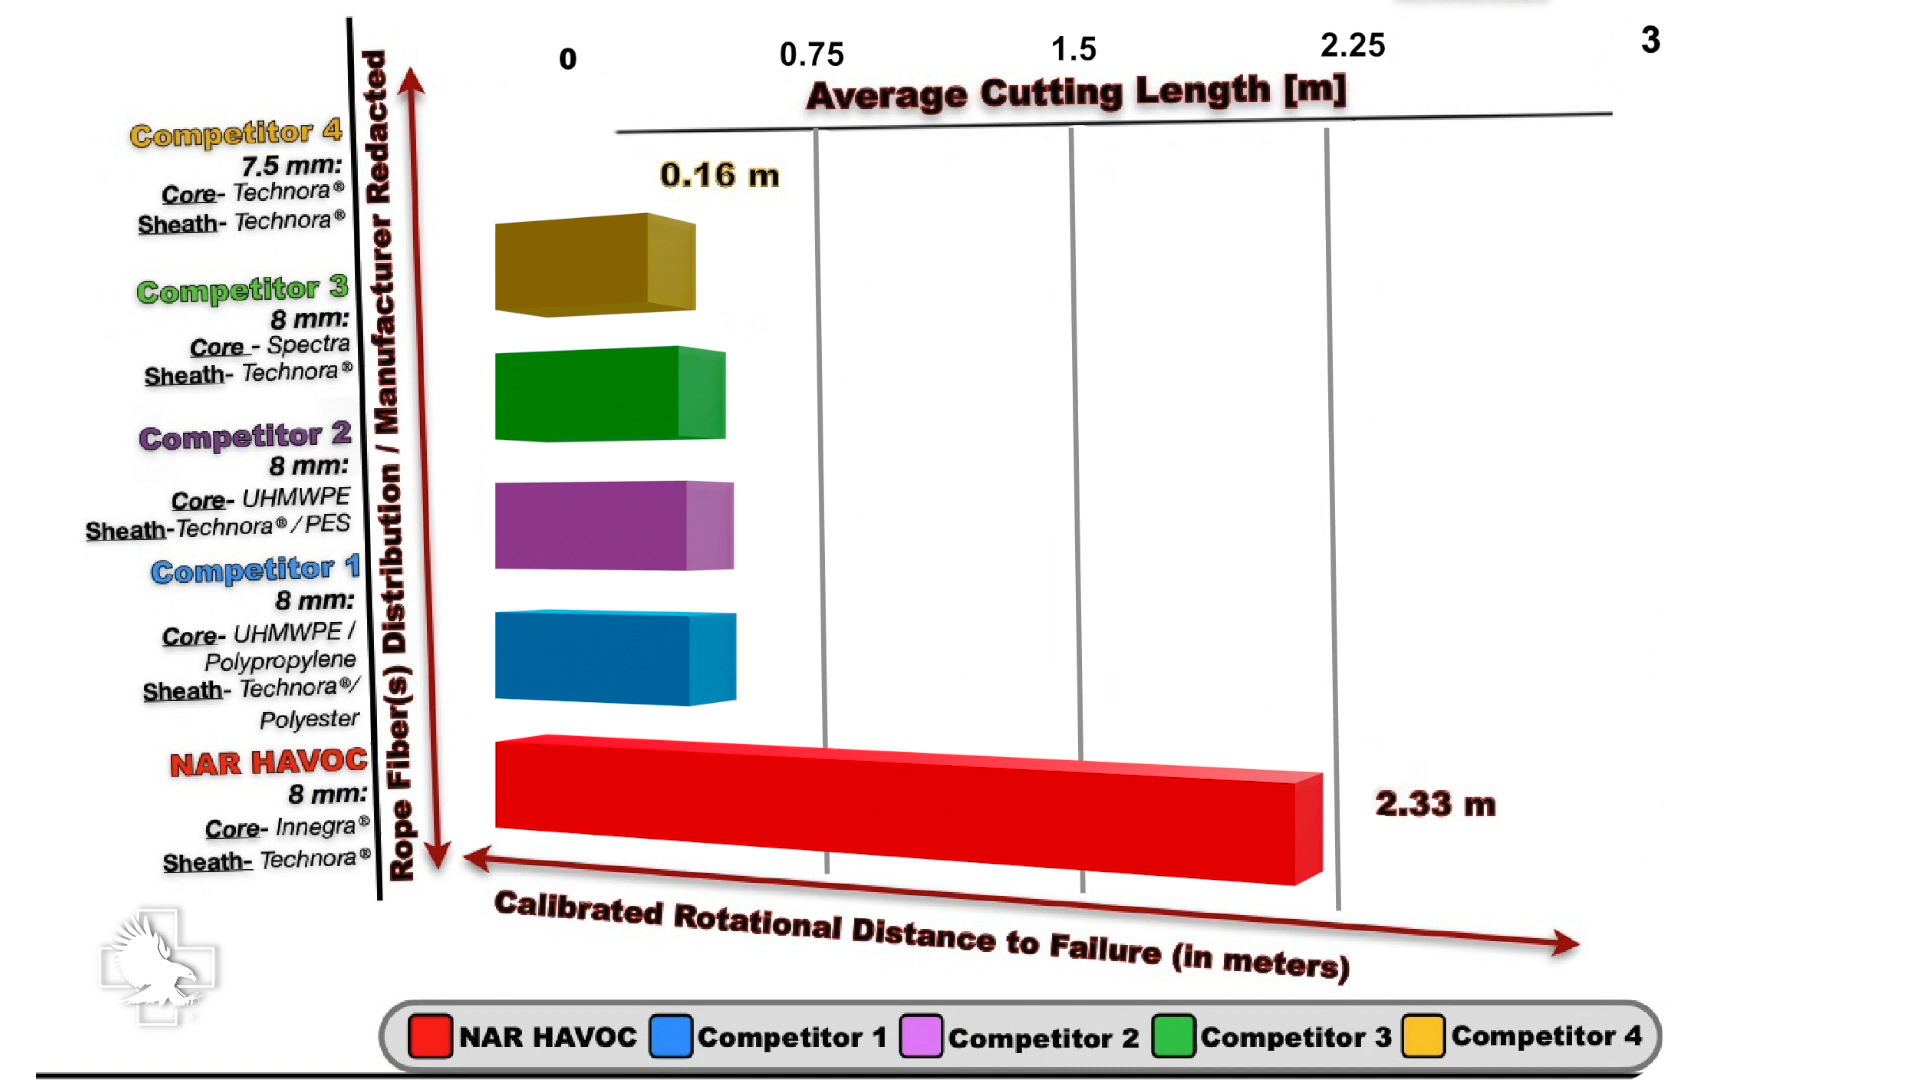 0 0.75 1.5 2.25 3
Average Cutting Length [m]
Rope Fiber(s) Distribution / Manufacturer Redacted
Competitor 4
7.5 mm:
Core- Technora®
Sheath- Technora®
0.16 m
Competitor 3
8 mm:
Core - Spectra
Sheath- Technora®
Competitor 2
8 mm:
Core- UHMWPE
Sheath-Technora® / PES
Competitor 1
8 mm:
Core- UHMWPE /
Polypropylene
Sheath- Technora®/
Polyester
NAR HAVOC
8 mm:
Core- Innegra®
Sheath- Technora®
2.33 m
Calibrated Rotational Distance to Failure (in meters)
NAR HAVOC Competitor 1 Competitor 2 Competitor 3 Competitor 4